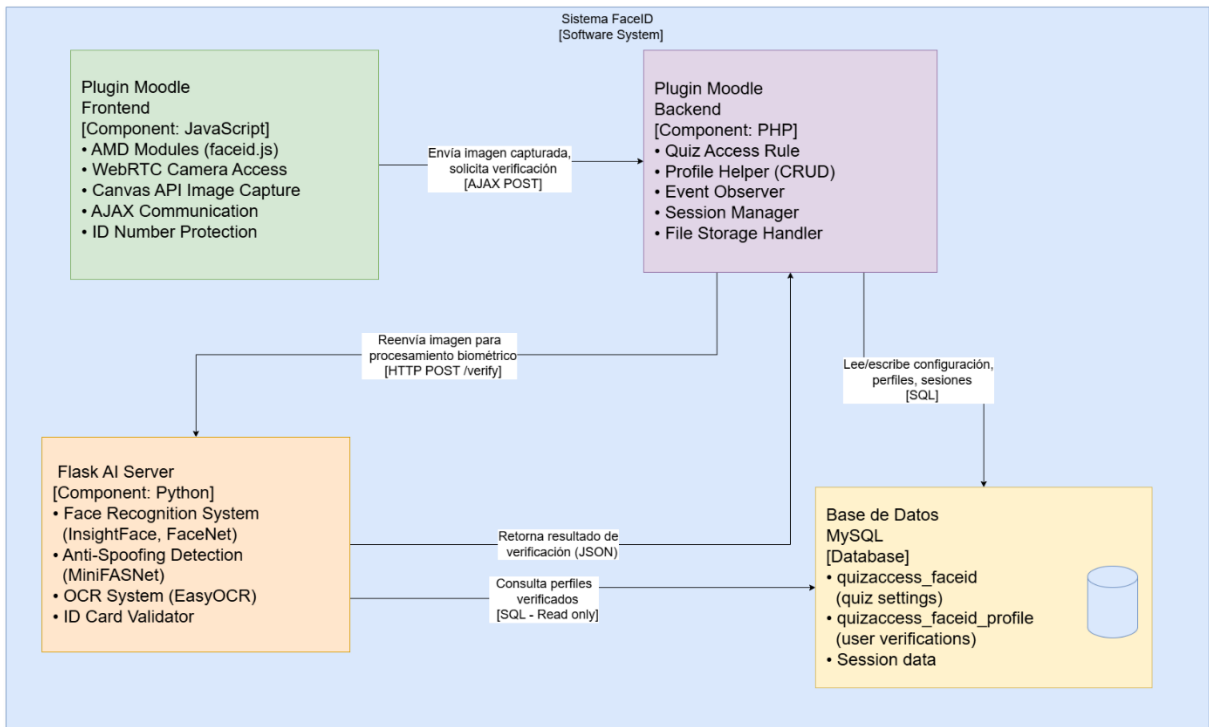 Sistema FaceID
[Software System]
Plugin Moodle
Frontend
[Component: JavaScript]
• AMD Modules (faceid.js)
• WebRTC Camera Access
• Canvas API Image Capture
• AJAX Communication
• ID Number Protection
Envía imagen capturada,
solicita verificación
[AJAX POST]
Plugin Moodle
Backend
[Component: PHP]
• Quiz Access Rule
• Profile Helper (CRUD)
• Event Observer
• Session Manager
• File Storage Handler
Reenvía imagen para
procesamiento biométrico
[HTTP POST /verify]
Lee/escribe configuración,
perfiles, sesiones
[SQL]
Flask AI Server
[Component: Python]
• Face Recognition System
(InsightFace, FaceNet)
• Anti-Spoofing Detection
(MiniFASNet)
• OCR System (EasyOCR)
• ID Card Validator
Retorna resultado de
verificación (JSON)
Consulta perfiles
verificados
[SQL - Read only]
Base de Datos
MySQL
[Database]
• quizaccess_faceid
(quiz settings)
• quizaccess_faceid_profile
(user verifications)
• Session data